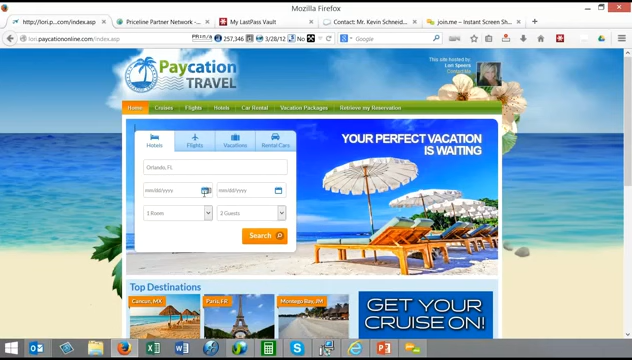 Mozilla Firefox
http://lori.p...com/index.asp
Priceline Partner Network -...
My LastPass Vault
Contact: Mr. Kevin Schneid...
join.me – Instant Screen Sh...
lori.paycationonline.com/index.asp
257,346
3/28/12
No
Google
Paycation
TRAVEL
This site hosted by
Lori Speers
Contact Me
Home
Cruises
Flights
Hotels
Car Rental
Vacation Packages
Retrieve my Reservation
Hotels
Flights
Vacations
Rental Cars
YOUR PERFECT VACATION
IS WAITING
Orlando, FL
mm/dd/yyyy
mm/dd/yyyy
1 Room
2 Guests
Search
Top Destinations
Cancun, MX
Paris, FR
Montego Bay, JM
GET YOUR
CRUISE ON!